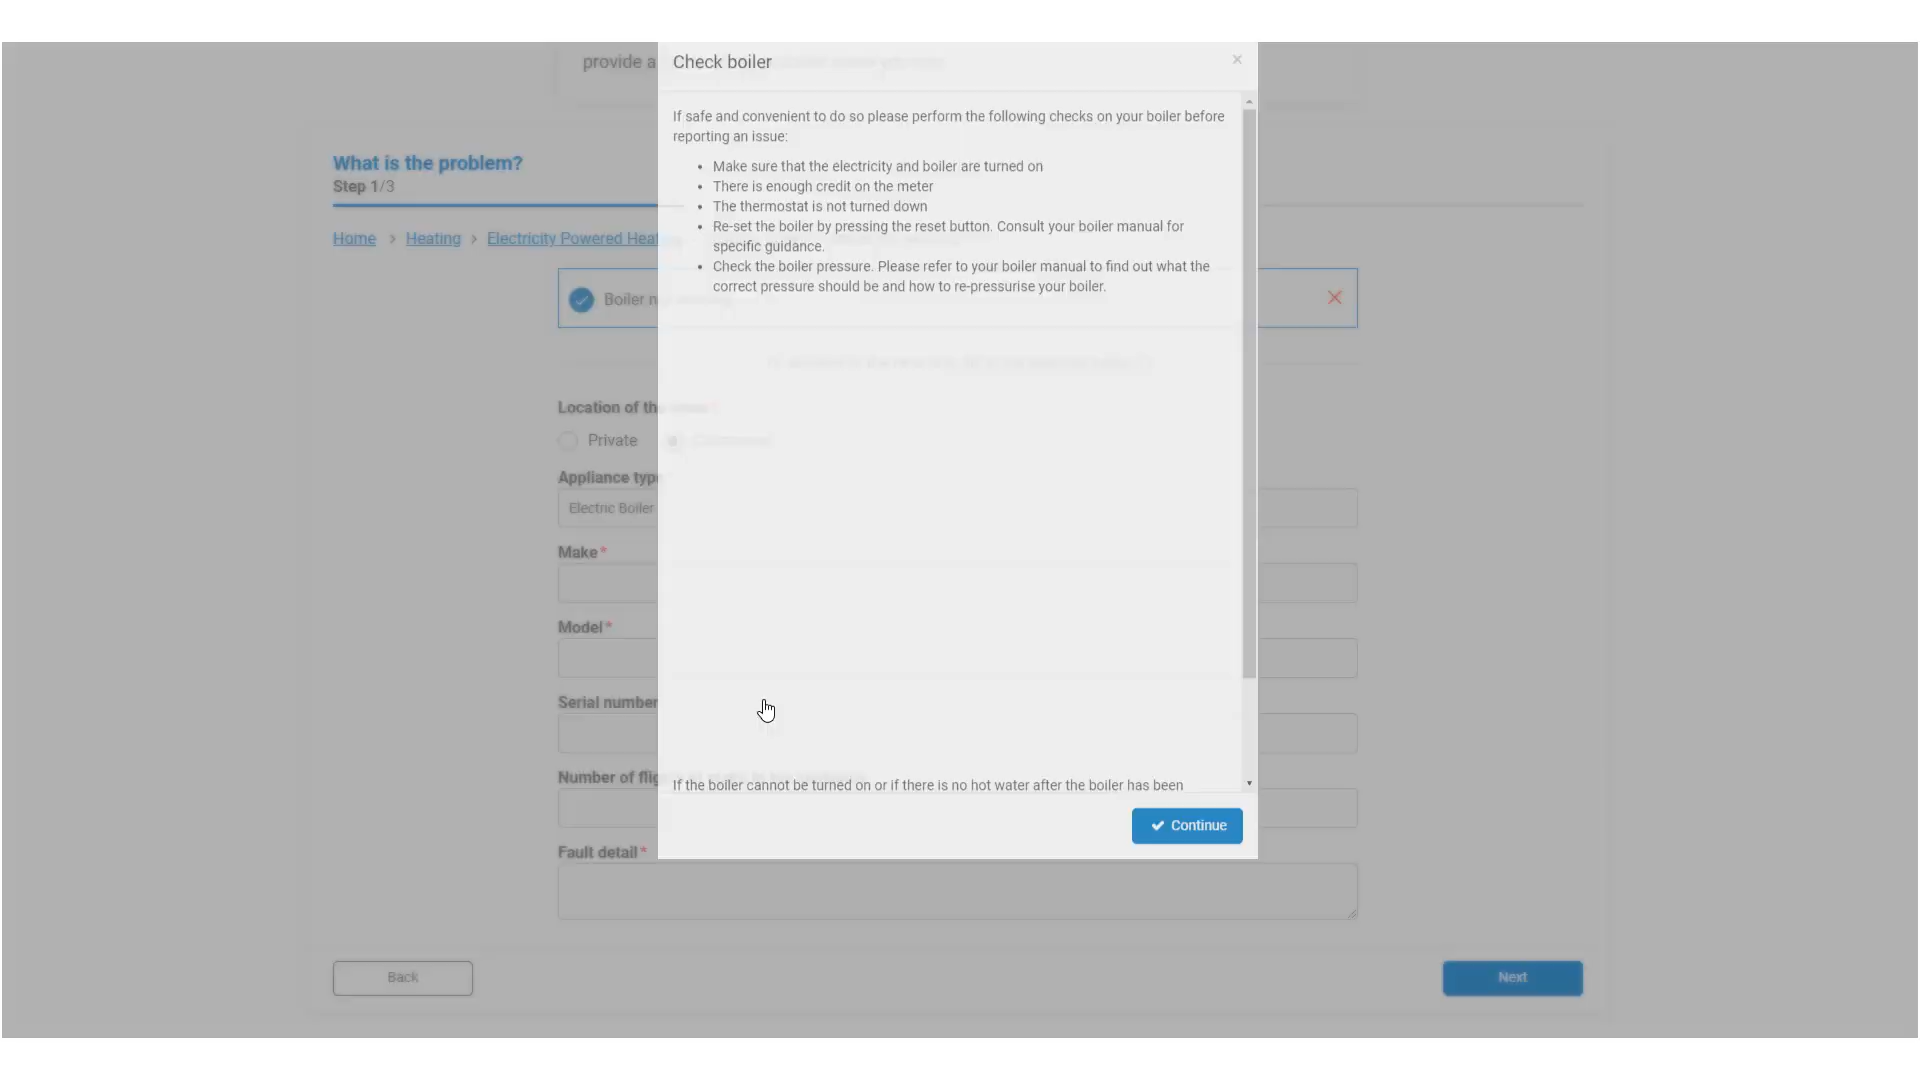 provide a
Check boiler
If safe and convenient to do so please perform the following checks on your boiler before
reporting an issue:
• Make sure that the electricity and boiler are turned on
• There is enough credit on the meter
• The thermostat is not turned down
• Re-set the boiler by pressing the reset button. Consult your boiler manual for
specific guidance.
• Check the boiler pressure. Please refer to your boiler manual to find out what the
correct pressure should be and how to re-pressurise your boiler.
If the boiler cannot be turned on or if there is no hot water after the boiler has been
Continue
What is the problem?
Step 1/3
Home > Heating > Electricity Powered Heat
Boiler n
Location of th
Private
Appliance typ
Electric Boiler
Make*
Model*
Serial number
Number of flig
Fault detail*
Back
Next